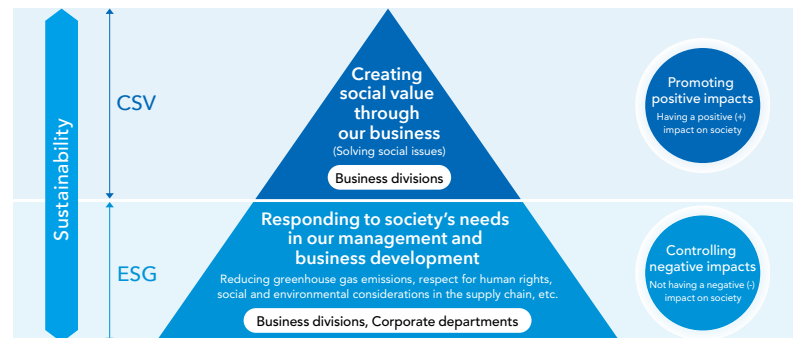 Sustainability
CSV
Creating
social value
through
our business
(Solving social issues)
Business divisions
Promoting
positive impacts
Having a positive (+)
impact on society
ESG
Responding to society's needs
in our management and
business development
Reducing greenhouse gas emissions, respect for human rights,
social and environmental considerations in the supply chain, etc.
Business divisions, Corporate departments
Controlling
negative impacts
Not having a negative (-)
impact on society